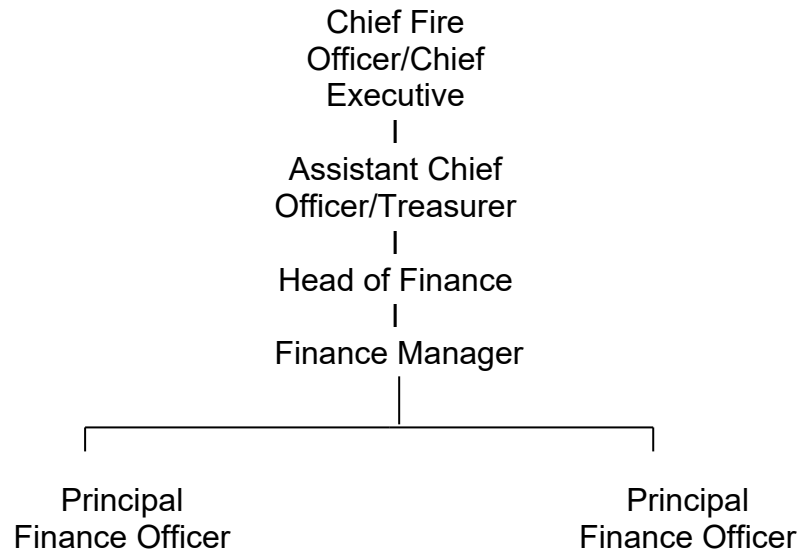 Chief Fire
Officer/Chief
Executive
Assistant Chief
Officer/Treasurer
Head of Finance
Finance Manager
Principal
Finance Officer
Principal
Finance Officer